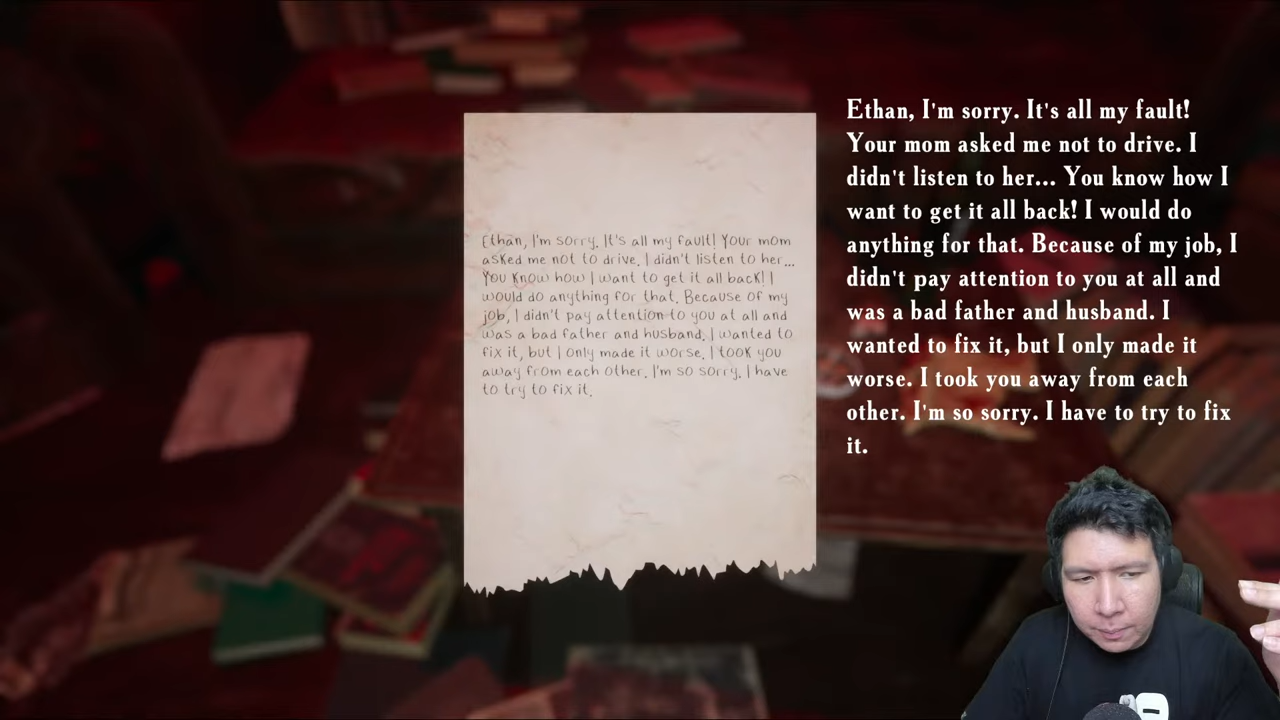 Ethan, I'm sorry. It's all my fault! Your mom
asked me not to drive. I didn't listen to her...
You know how I want to get it all back! I
would do anything for that. Because of my
job, I didn't pay attention to you at all and
was a bad father and husband. I wanted to
fix it, but I only made it worse. I took you
away from each other. I'm so sorry. I have
to try to fix it.
Ethan, I'm sorry. It's all my fault!
Your mom asked me not to drive. I
didn't listen to her... You know how I
want to get it all back! I would do
anything for that. Because of my job, I
didn't pay attention to you at all and
was a bad father and husband. I
wanted to fix it, but I only made it
worse. I took you away from each
other. I'm so sorry. I have to try to fix
it.